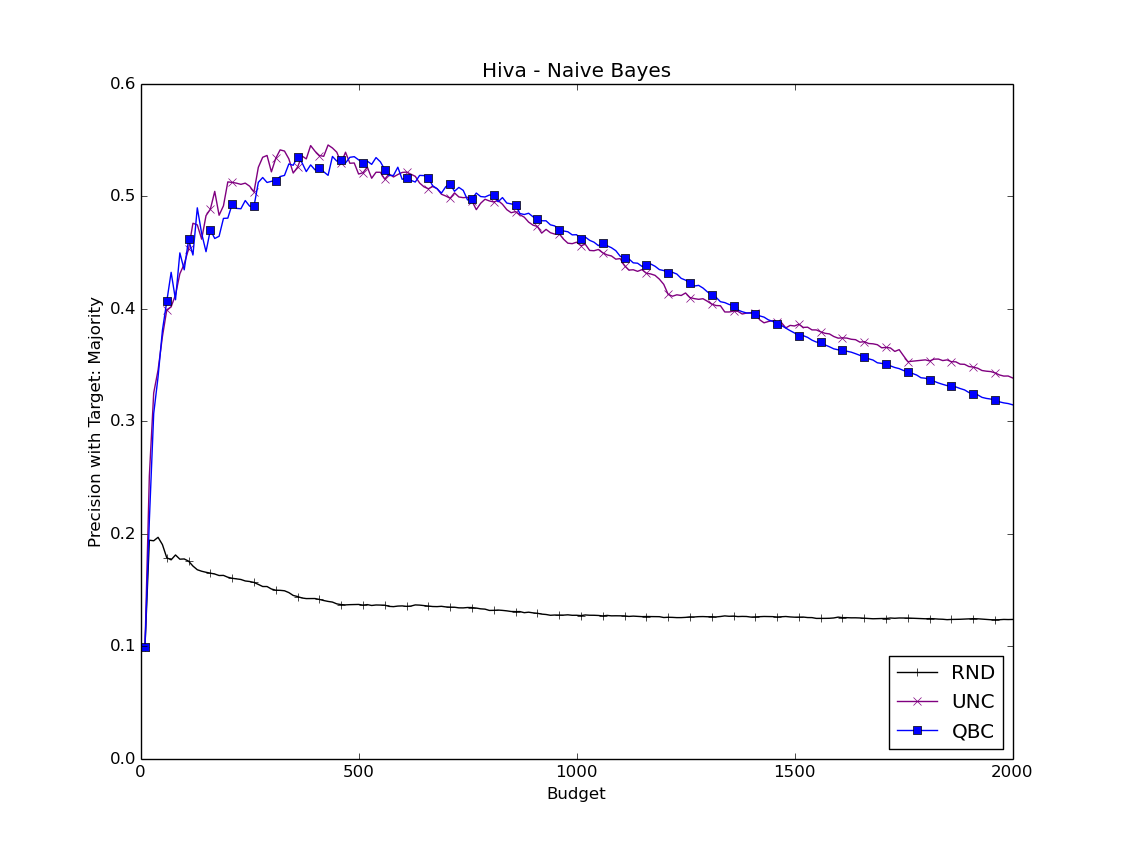 Hiva - Naive Bayes
0.6
0.5
0.4
0.3
0.2
0.1
0.0
Precision with Target: Majority
RND
UNC
QBC
0 500 1000 1500 2000
Budget